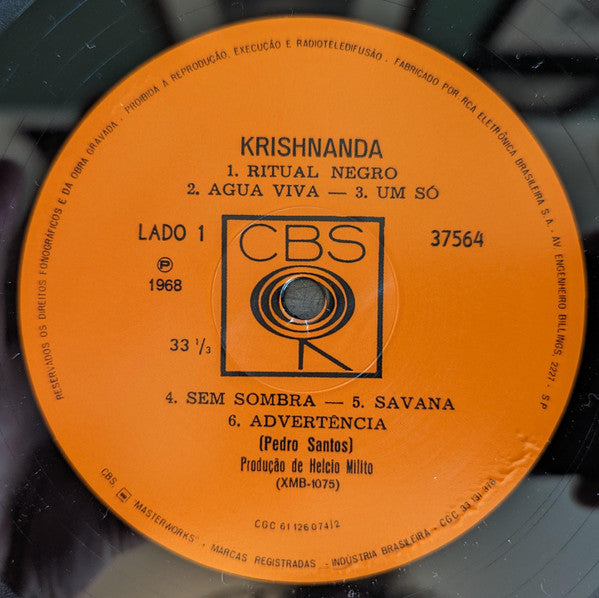 RESERVADOS OS DIREITOS FONOGRÁFICOS E DA OBRA GRAVADA - PROIBIDA A REPRODUÇÃO, EXECUÇÃO E RADIOTELEDIFUSÃO. - FABRICADO POR: RCA ELETRÔNICA BRASILEIRA S.A. - AV. ENGENHEIRO BILLINGS, 2227 - S P
KRISHNANDA
1. RITUAL NEGRO
2. AGUA VIVA — 3. UM SÓ
LADO 1
CBS
37564
℗
1968
33 ⅓
4. SEM SOMBRA — 5. SAVANA
6. ADVERTÊNCIA
(Pedro Santos)
Produção de Helcio Milito
(XMB-1075)
CGC 61 126 074/2
CBS, "MASTERWORKS", - MARCAS REGISTRADAS - INDÚSTRIA BRASILEIRA - CGC 33 131 376